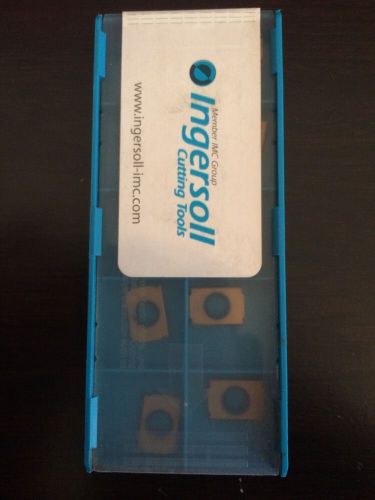 Member IMC Group
Ingersoll
Cutting Tools
www.ingersoll-imc.com